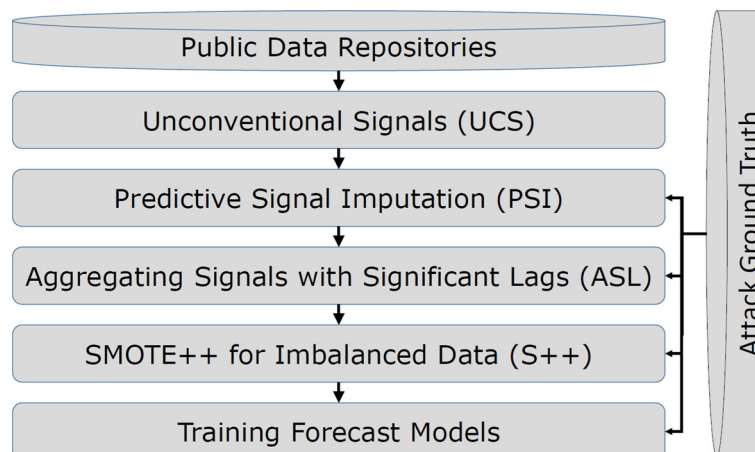 Public Data Repositories
Unconventional Signals (UCS)
Predictive Signal Imputation (PSI)
Aggregating Signals with Significant Lags (ASL)
SMOTE++ for Imbalanced Data (S++)
Training Forecast Models
Attack Ground Truth